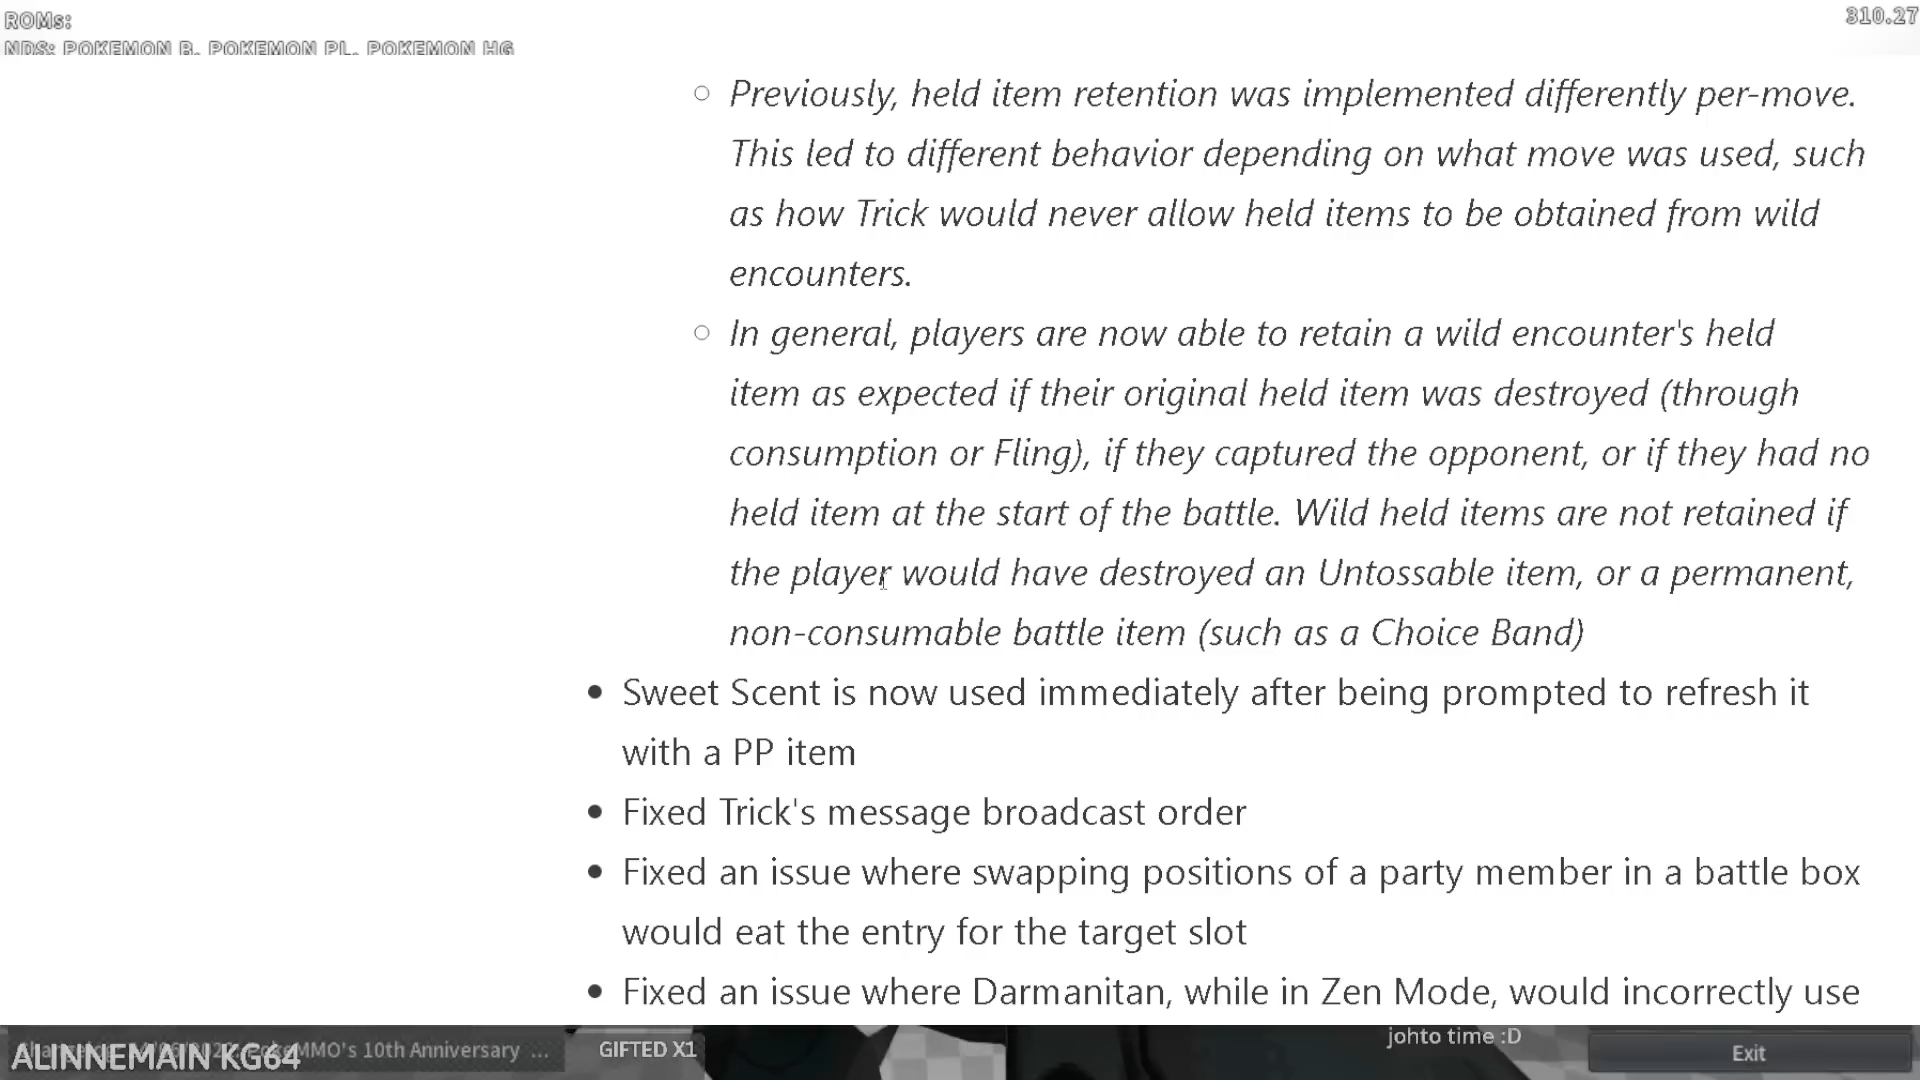 ROMs:
310.27
NDS: POKEMON B, POKEMON PL, POKEMON HG
Previously, held item retention was implemented differently per-move.
This led to different behavior depending on what move was used, such
as how Trick would never allow held items to be obtained from wild
encounters.
In general, players are now able to retain a wild encounter's held
item as expected if their original held item was destroyed (through
consumption or Fling), if they captured the opponent, or if they had no
held item at the start of the battle. Wild held items are not retained if
the player would have destroyed an Untossable item, or a permanent,
non-consumable battle item (such as a Choice Band)
Sweet Scent is now used immediately after being prompted to refresh it
with a PP item
Fixed Trick's message broadcast order
Fixed an issue where swapping positions of a party member in a battle box
would eat the entry for the target slot
Fixed an issue where Darmanitan, while in Zen Mode, would incorrectly use
johto time :D
PokeMMO's 10th Anniversary ...
ALINNEMAIN KG64
GIFTED X1
Exit